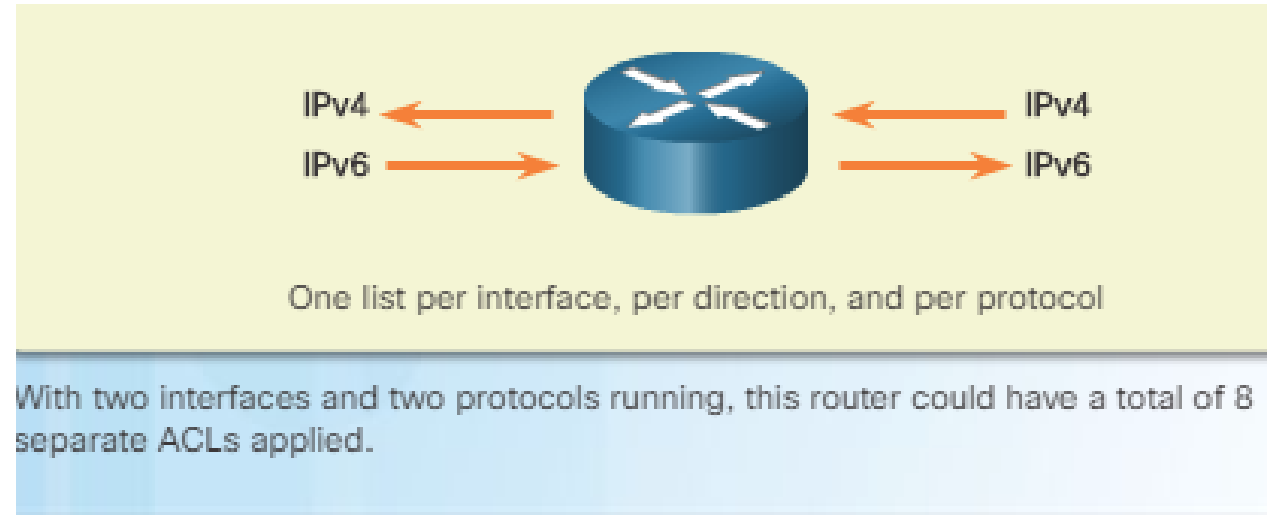 IPv4 IPv4
IPv6 IPv6
One list per interface, per direction, and per protocol
With two interfaces and two protocols running, this router could have a total of 8
separate ACLs applied.